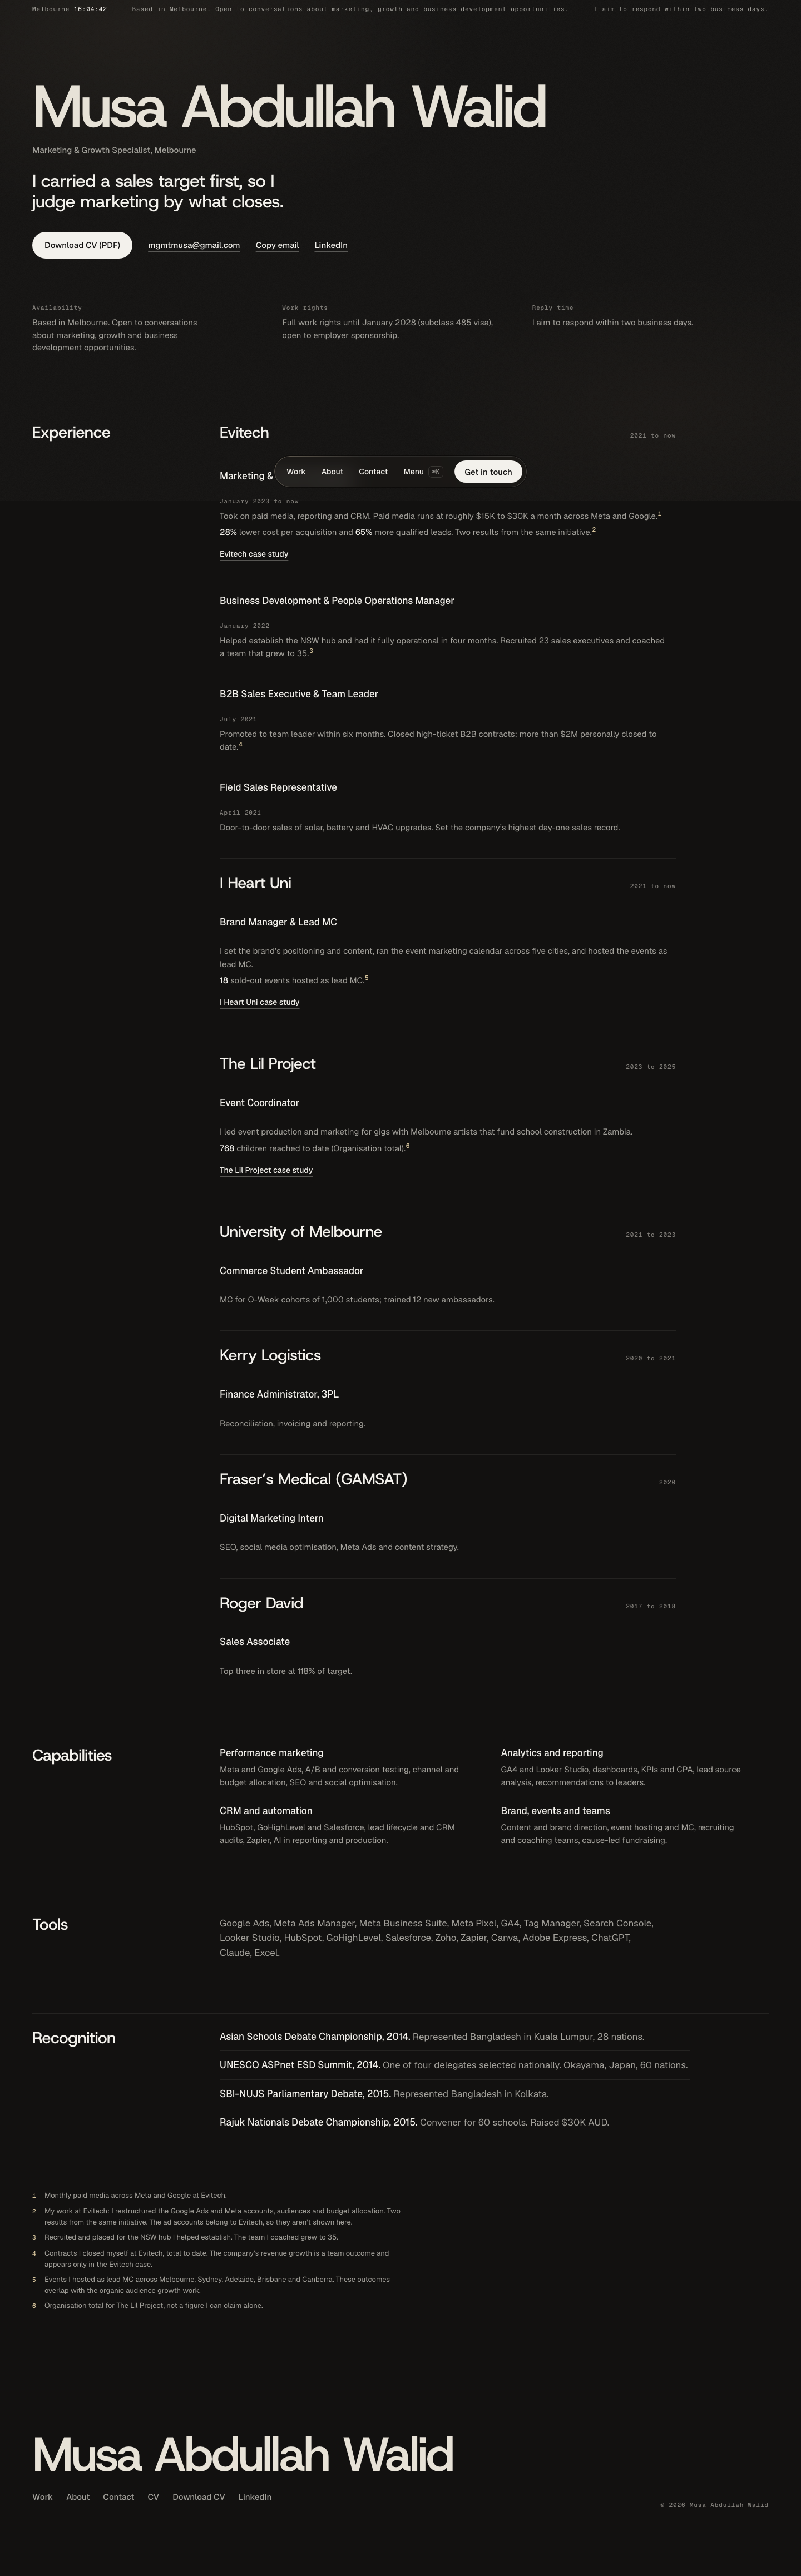 Melbourne 16:04:42 Based in Melbourne. Open to conversations about marketing, growth and business development opportunities. I aim to respond within two business days.
Musa Abdullah Walid
Marketing & Growth Specialist, Melbourne
I carried a sales target first, so I
judge marketing by what closes.
Download CV (PDF) mgmtmusa@gmail.com Copy email LinkedIn
Availability
Based in Melbourne. Open to conversations
about marketing, growth and business
development opportunities.
Work rights
Full work rights until January 2028 (subclass 485 visa),
open to employer sponsorship.
Reply time
I aim to respond within two business days.
Experience
Evitech
2021 to now
Marketing &
Work About Contact Menu ⌘K Get in touch
January 2023 to now
Took on paid media, reporting and CRM. Paid media runs at roughly $15K to $30K a month across Meta and Google.1
28% lower cost per acquisition and 65% more qualified leads. Two results from the same initiative.2
Evitech case study
Business Development & People Operations Manager
January 2022
Helped establish the NSW hub and had it fully operational in four months. Recruited 23 sales executives and coached
a team that grew to 35.3
B2B Sales Executive & Team Leader
July 2021
Promoted to team leader within six months. Closed high-ticket B2B contracts; more than $2M personally closed to
date.4
Field Sales Representative
April 2021
Door-to-door sales of solar, battery and HVAC upgrades. Set the company’s highest day-one sales record.
I Heart Uni
2021 to now
Brand Manager & Lead MC
I set the brand’s positioning and content, ran the event marketing calendar across five cities, and hosted the events as
lead MC.
18 sold-out events hosted as lead MC.5
I Heart Uni case study
The Lil Project
2023 to 2025
Event Coordinator
I led event production and marketing for gigs with Melbourne artists that fund school construction in Zambia.
768 children reached to date (Organisation total).6
The Lil Project case study
University of Melbourne
2021 to 2023
Commerce Student Ambassador
MC for O-Week cohorts of 1,000 students; trained 12 new ambassadors.
Kerry Logistics
2020 to 2021
Finance Administrator, 3PL
Reconciliation, invoicing and reporting.
Fraser’s Medical (GAMSAT)
2020
Digital Marketing Intern
SEO, social media optimisation, Meta Ads and content strategy.
Roger David
2017 to 2018
Sales Associate
Top three in store at 118% of target.
Capabilities
Performance marketing
Meta and Google Ads, A/B and conversion testing, channel and
budget allocation, SEO and social optimisation.
Analytics and reporting
GA4 and Looker Studio, dashboards, KPIs and CPA, lead source
analysis, recommendations to leaders.
CRM and automation
HubSpot, GoHighLevel and Salesforce, lead lifecycle and CRM
audits, Zapier, AI in reporting and production.
Brand, events and teams
Content and brand direction, event hosting and MC, recruiting
and coaching teams, cause-led fundraising.
Tools
Google Ads, Meta Ads Manager, Meta Business Suite, Meta Pixel, GA4, Tag Manager, Search Console,
Looker Studio, HubSpot, GoHighLevel, Salesforce, Zoho, Zapier, Canva, Adobe Express, ChatGPT,
Claude, Excel.
Recognition
Asian Schools Debate Championship, 2014. Represented Bangladesh in Kuala Lumpur, 28 nations.
UNESCO ASPnet ESD Summit, 2014. One of four delegates selected nationally. Okayama, Japan, 60 nations.
SBI-NUJS Parliamentary Debate, 2015. Represented Bangladesh in Kolkata.
Rajuk Nationals Debate Championship, 2015. Convener for 60 schools. Raised $30K AUD.
1 Monthly paid media across Meta and Google at Evitech.
2 My work at Evitech: I restructured the Google Ads and Meta accounts, audiences and budget allocation. Two
results from the same initiative. The ad accounts belong to Evitech, so they aren’t shown here.
3 Recruited and placed for the NSW hub I helped establish. The team I coached grew to 35.
4 Contracts I closed myself at Evitech, total to date. The company’s revenue growth is a team outcome and
appears only in the Evitech case.
5 Events I hosted as lead MC across Melbourne, Sydney, Adelaide, Brisbane and Canberra. These outcomes
overlap with the organic audience growth work.
6 Organisation total for The Lil Project, not a figure I can claim alone.
Musa Abdullah Walid
Work About Contact CV Download CV LinkedIn
© 2026 Musa Abdullah Walid